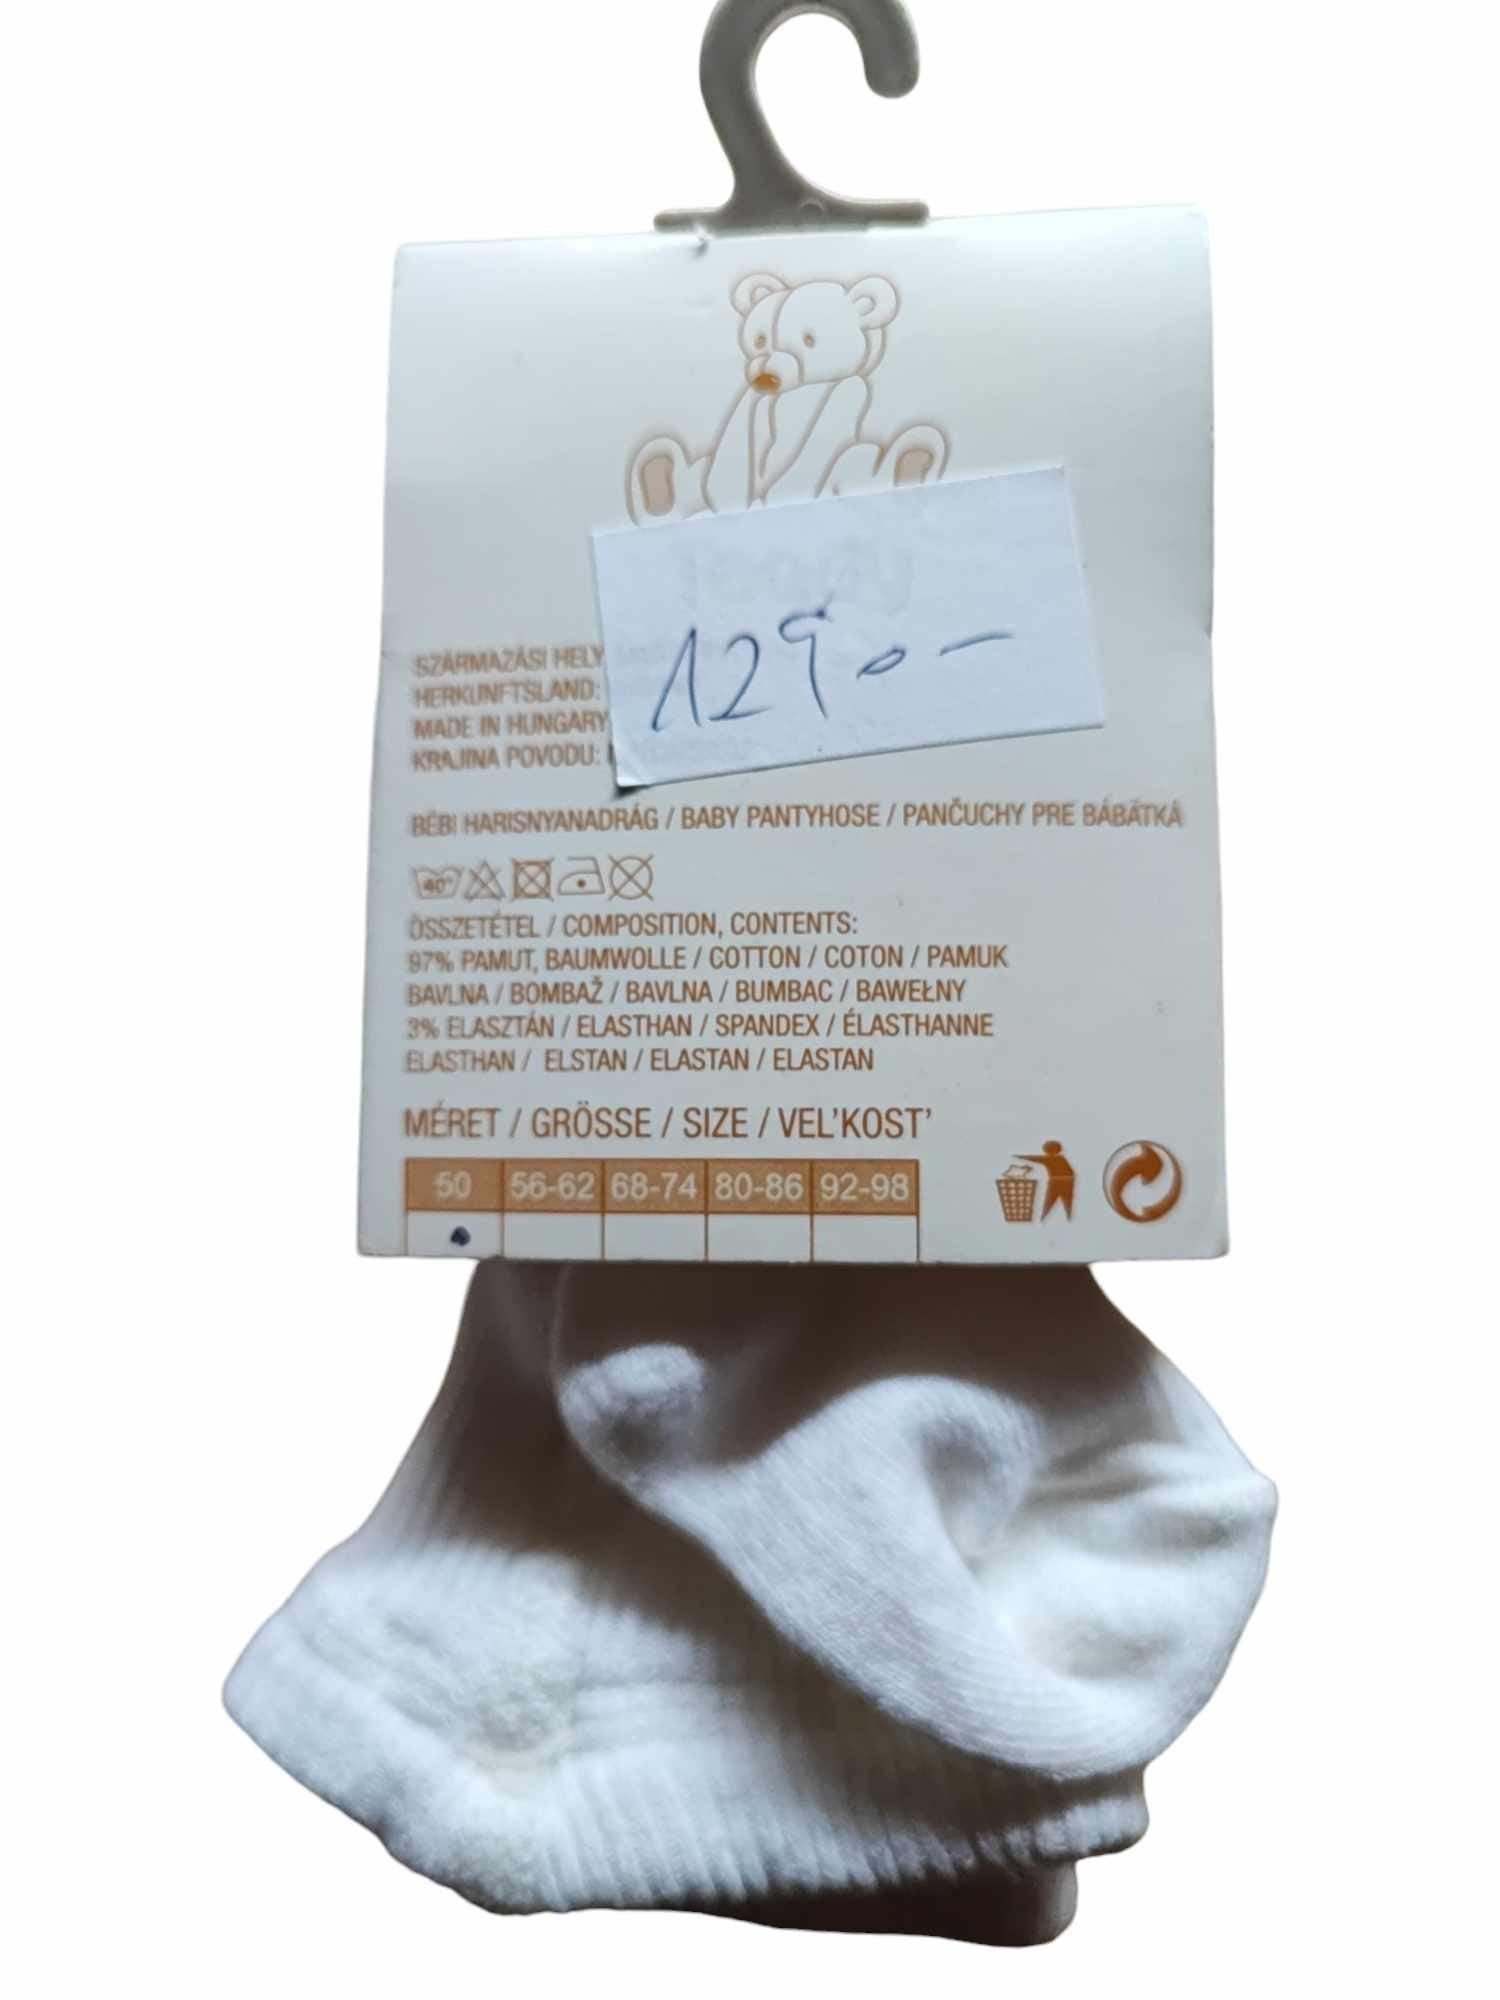 129 0-
SZÁRMAZÁSI HELY
HERKUNFTSLAND:
MADE IN HUNGARY
KRAJINA POVODU:
BÉBI HARISNYANADRÁG / BABY PANTYHOSE / PANČUCHY PRE BÁBÄTKÁ
40°
ÖSSZETÉTEL / COMPOSITION, CONTENTS:
97% PAMUT, BAUMWOLLE / COTTON / COTON / PAMUK
BAVLNA / BOMBAŽ / BAVLNA / BUMBAC / BAWEŁNY
3% ELASZTÁN / ELASTHAN / SPANDEX / ÉLASTHANNE
ELASTHAN / ELSTAN / ELASTAN / ELASTAN
MÉRET / GRÖSSE / SIZE / VEL'KOST'
50 56-62 68-74 80-86 92-98